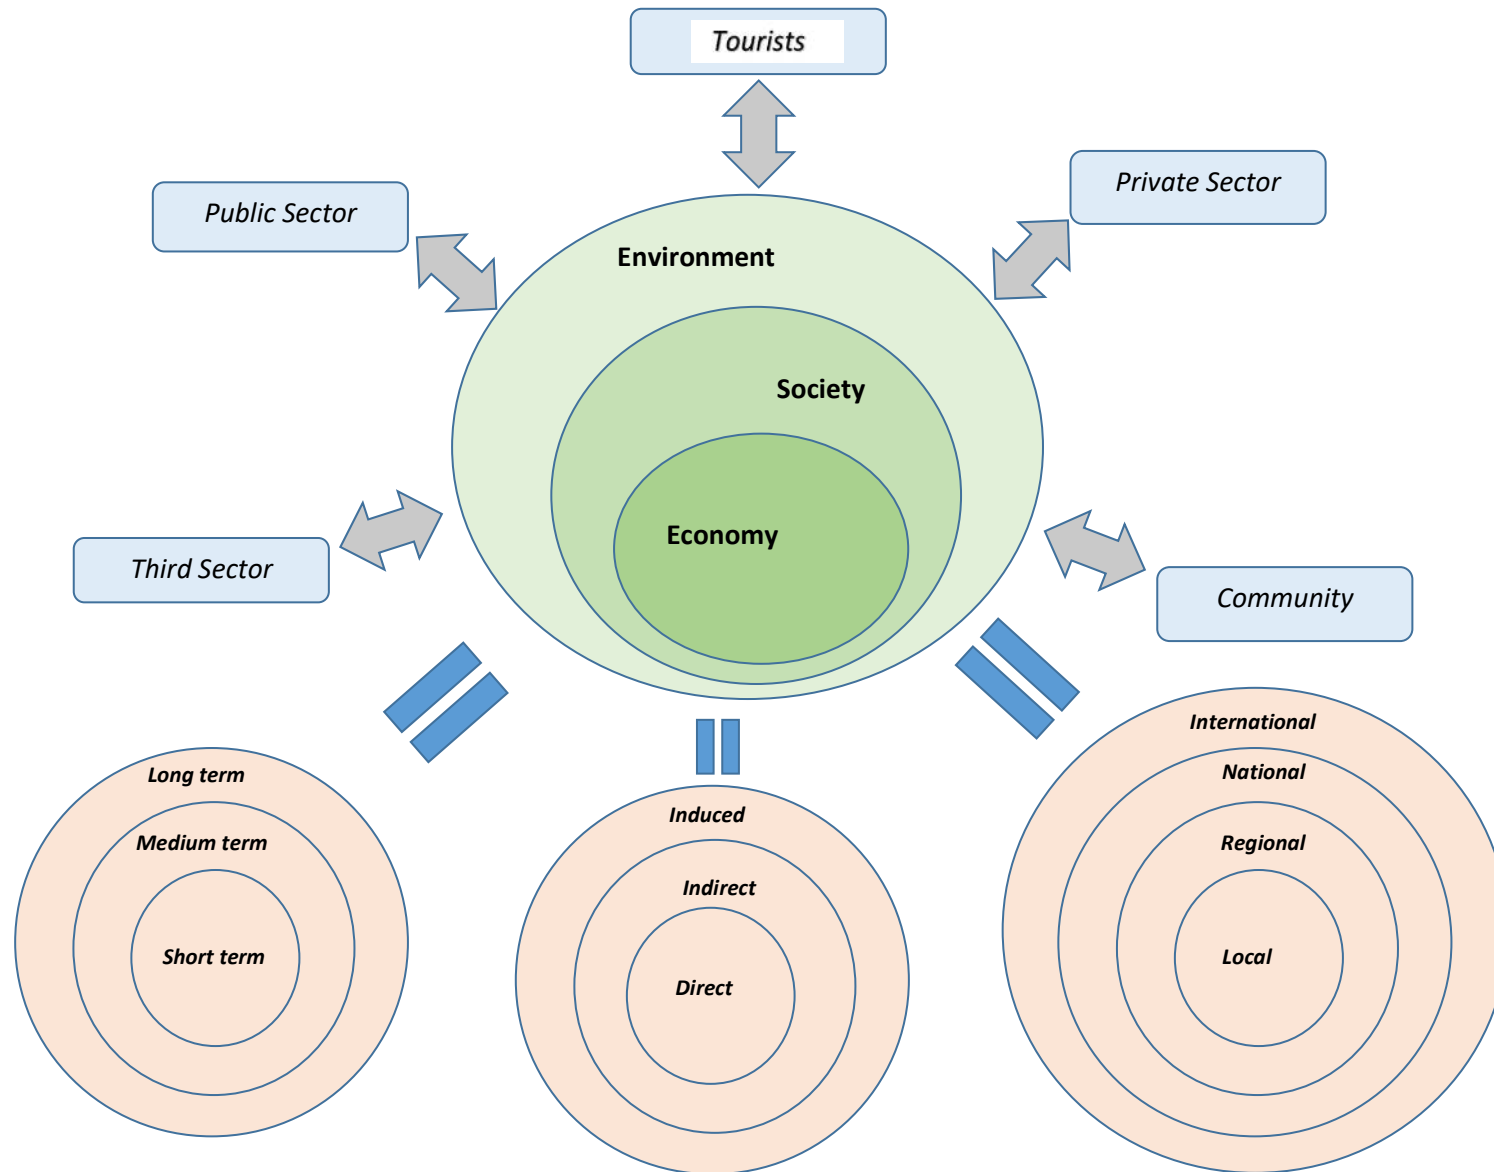 Tourists
Private Sector
Public Sector
Environment
Society
Economy
Third Sector
Community
International
National
Regional
Local
Long term
Medium term
Short term
Induced
Indirect
Direct